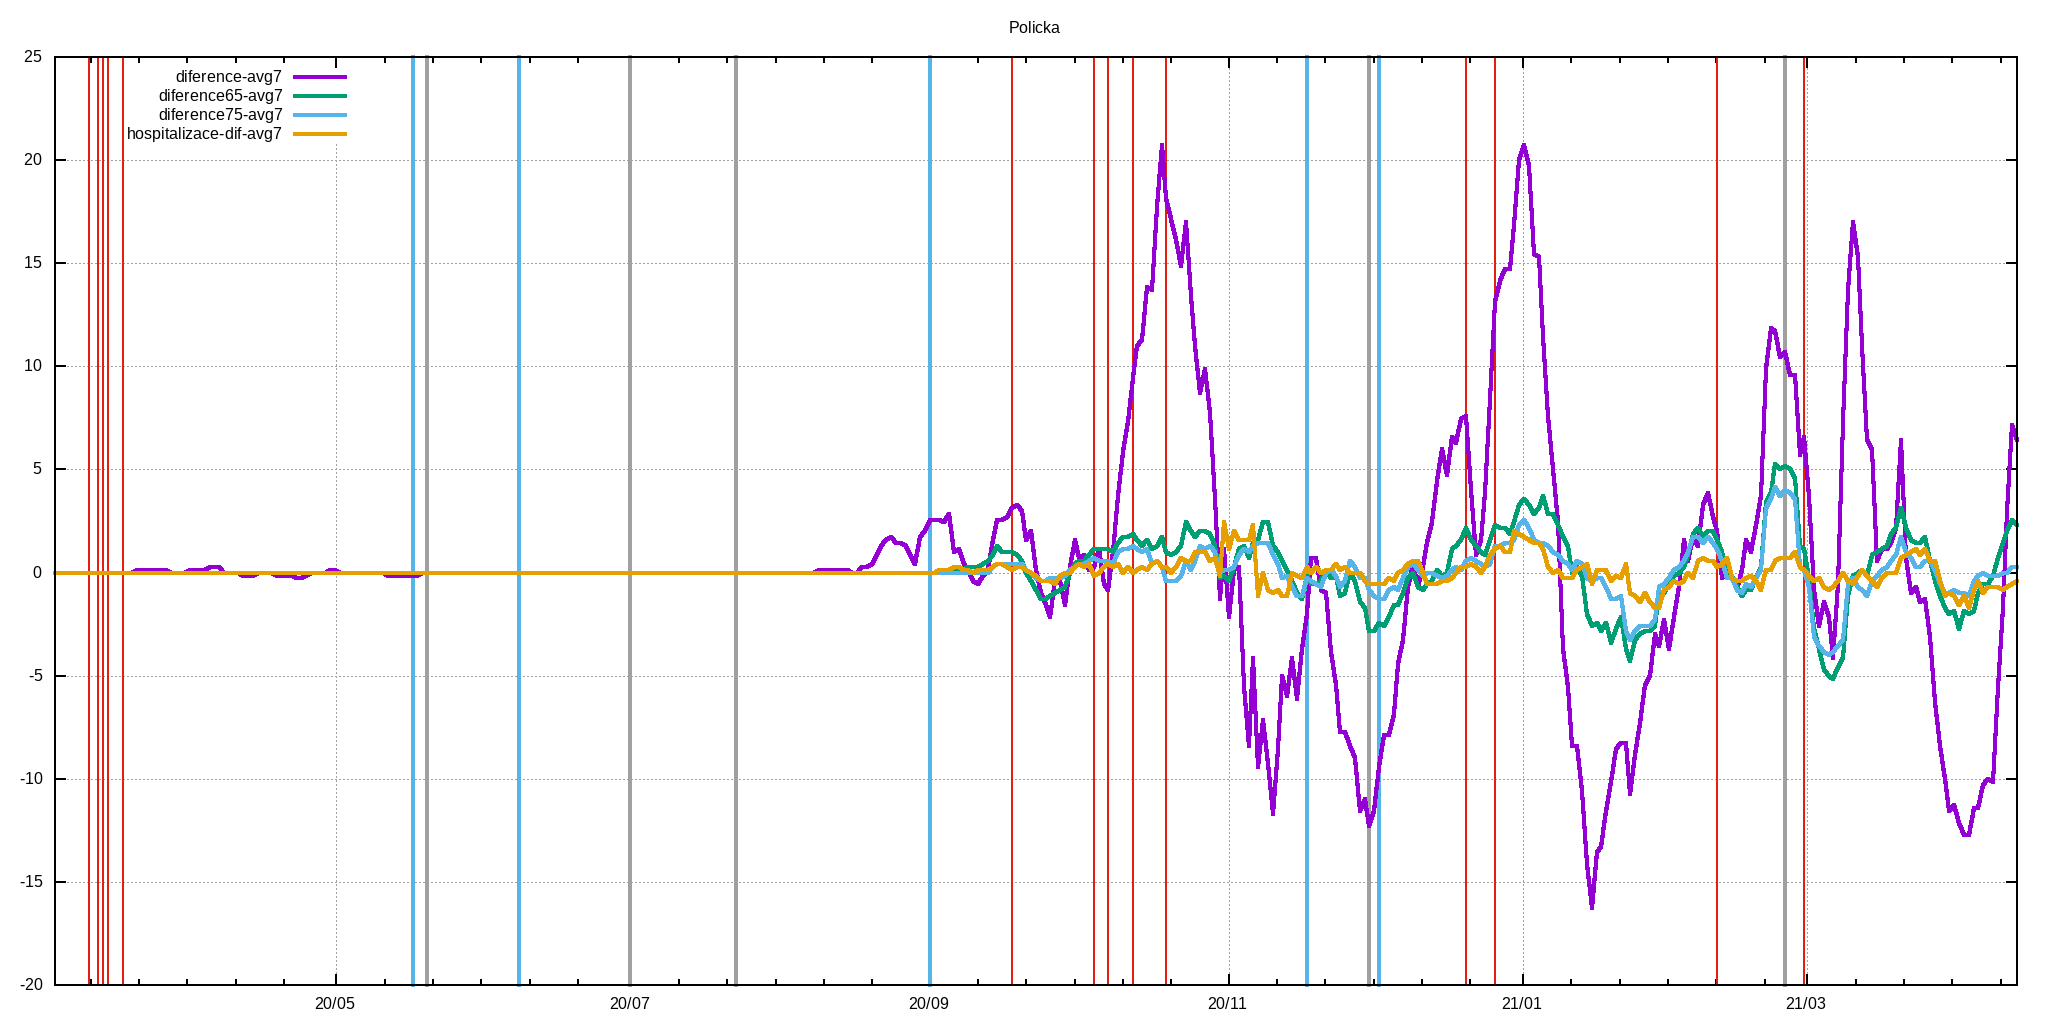 Policka
diference-avg7
diference65-avg7
diference75-avg7
hospitalizace-dif-avg7
25
20
15
10
5
0
-5
-10
-15
-20
20/05 20/07 20/09 20/11 21/01 21/03